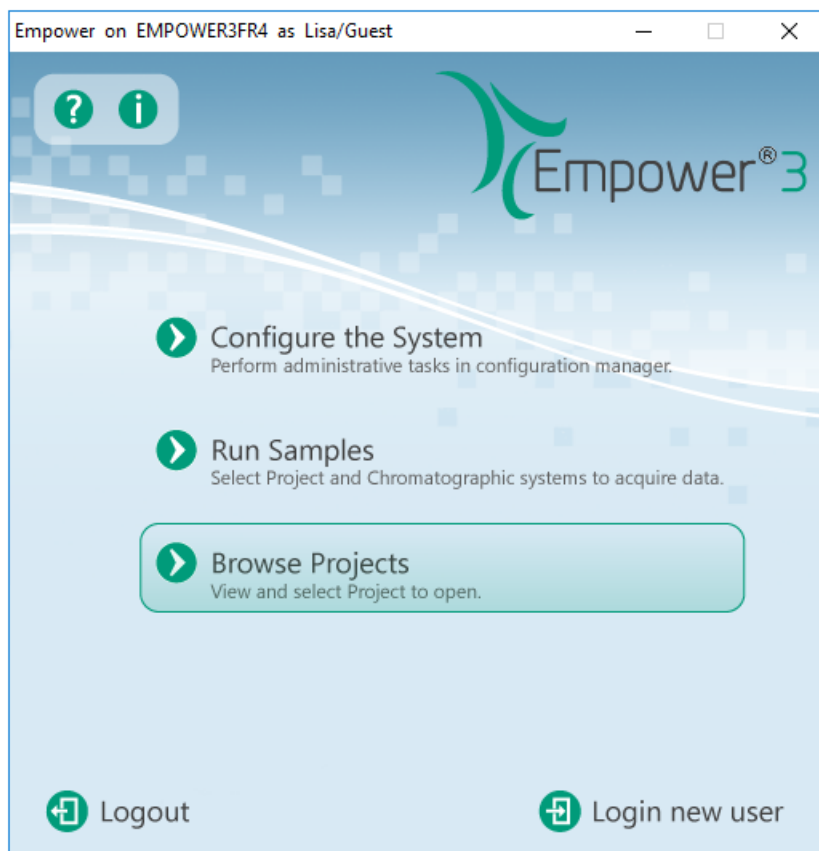 Empower on EMPOWER3FR4 as Lisa/Guest
? i
Empower®3
Configure the System
Perform administrative tasks in configuration manager.
Run Samples
Select Project and Chromatographic systems to acquire data.
Browse Projects
View and select Project to open.
Logout
Login new user